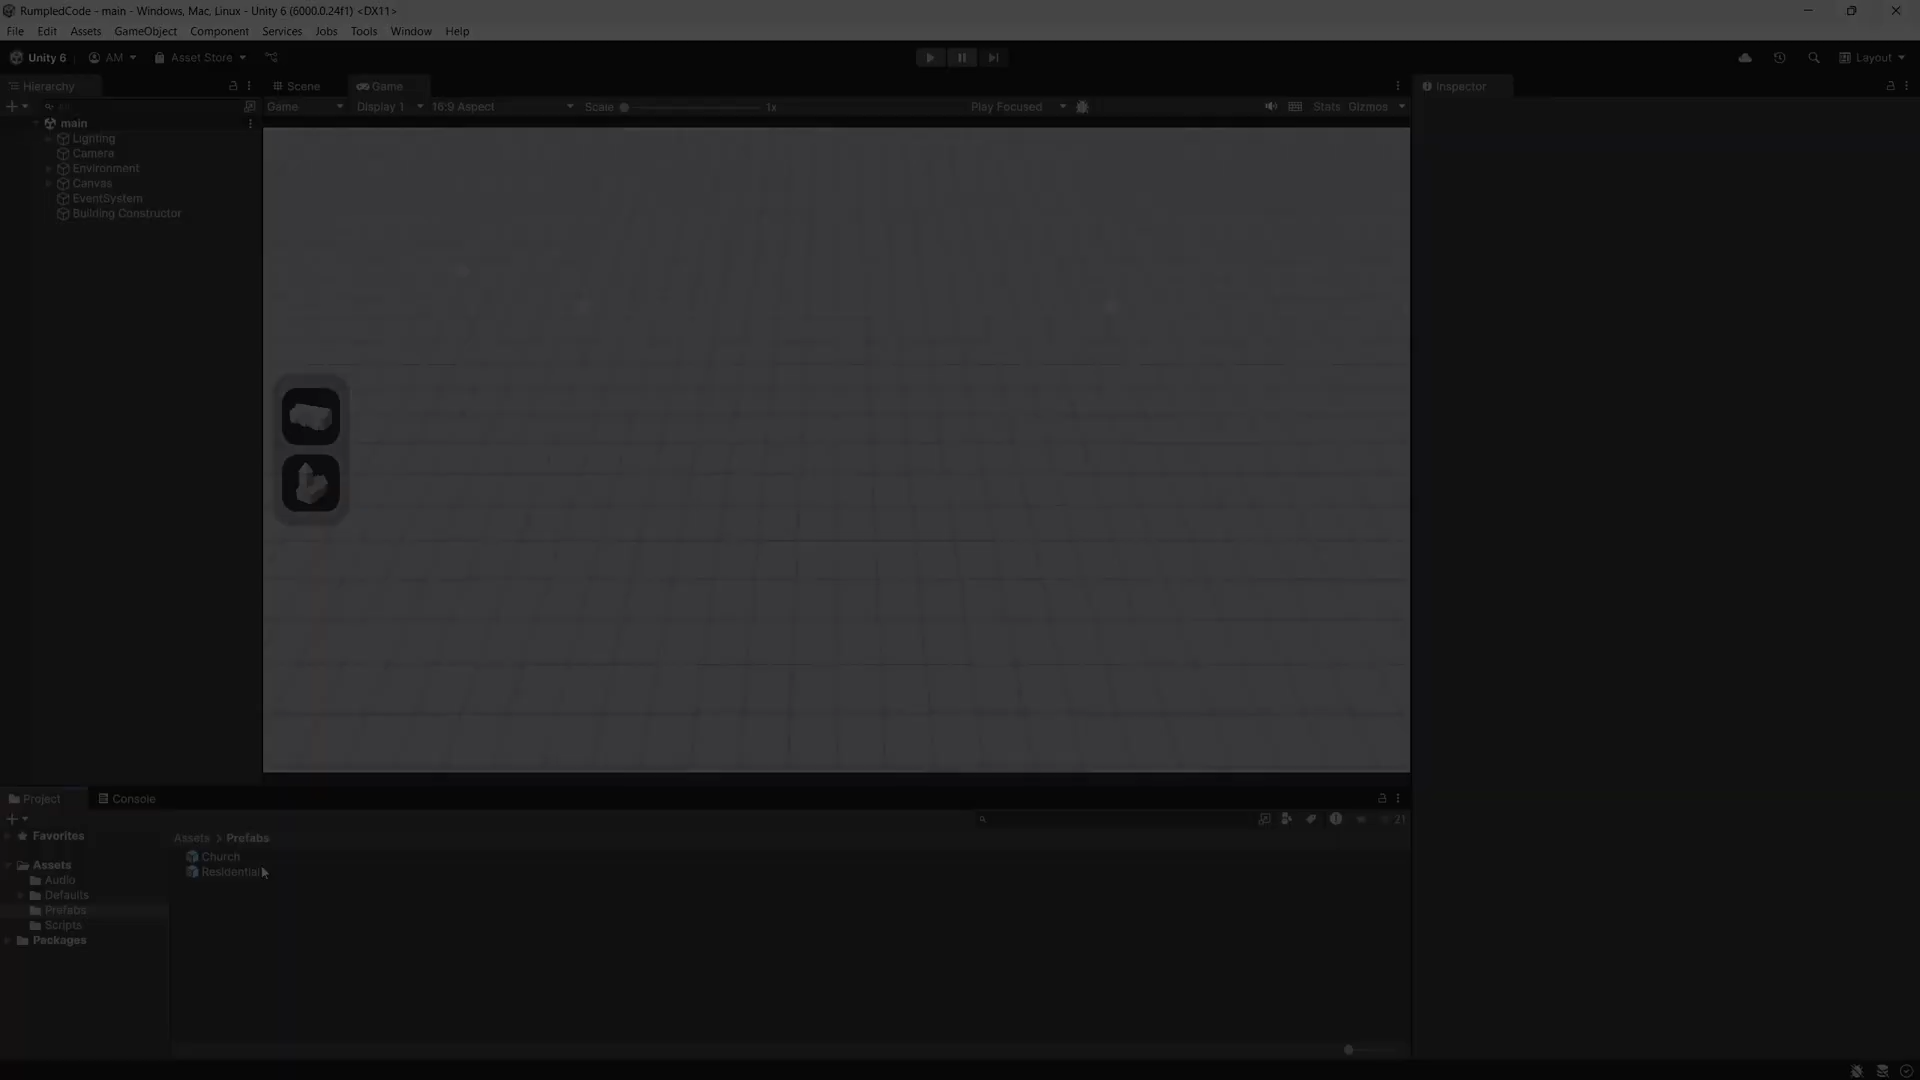 RumpledCode - main - Windows, Mac, Linux - Unity 6 (6000.0.24f1) <DX11>
File Edit Assets GameObject Component Services Jobs Tools Window Help
Unity 6 AM Asset Store Layout
Hierarchy Scene Game Inspector
All Game Display 1 16:9 Aspect Scale 1x Play Focused Stats Gizmos
main
Lighting
Camera
Environment
Canvas
EventSystem
Building Constructor
Project Console
21
Favorites
Assets > Prefabs
Church
Residential
Assets
Audio
Defaults
Prefabs
Scripts
Packages